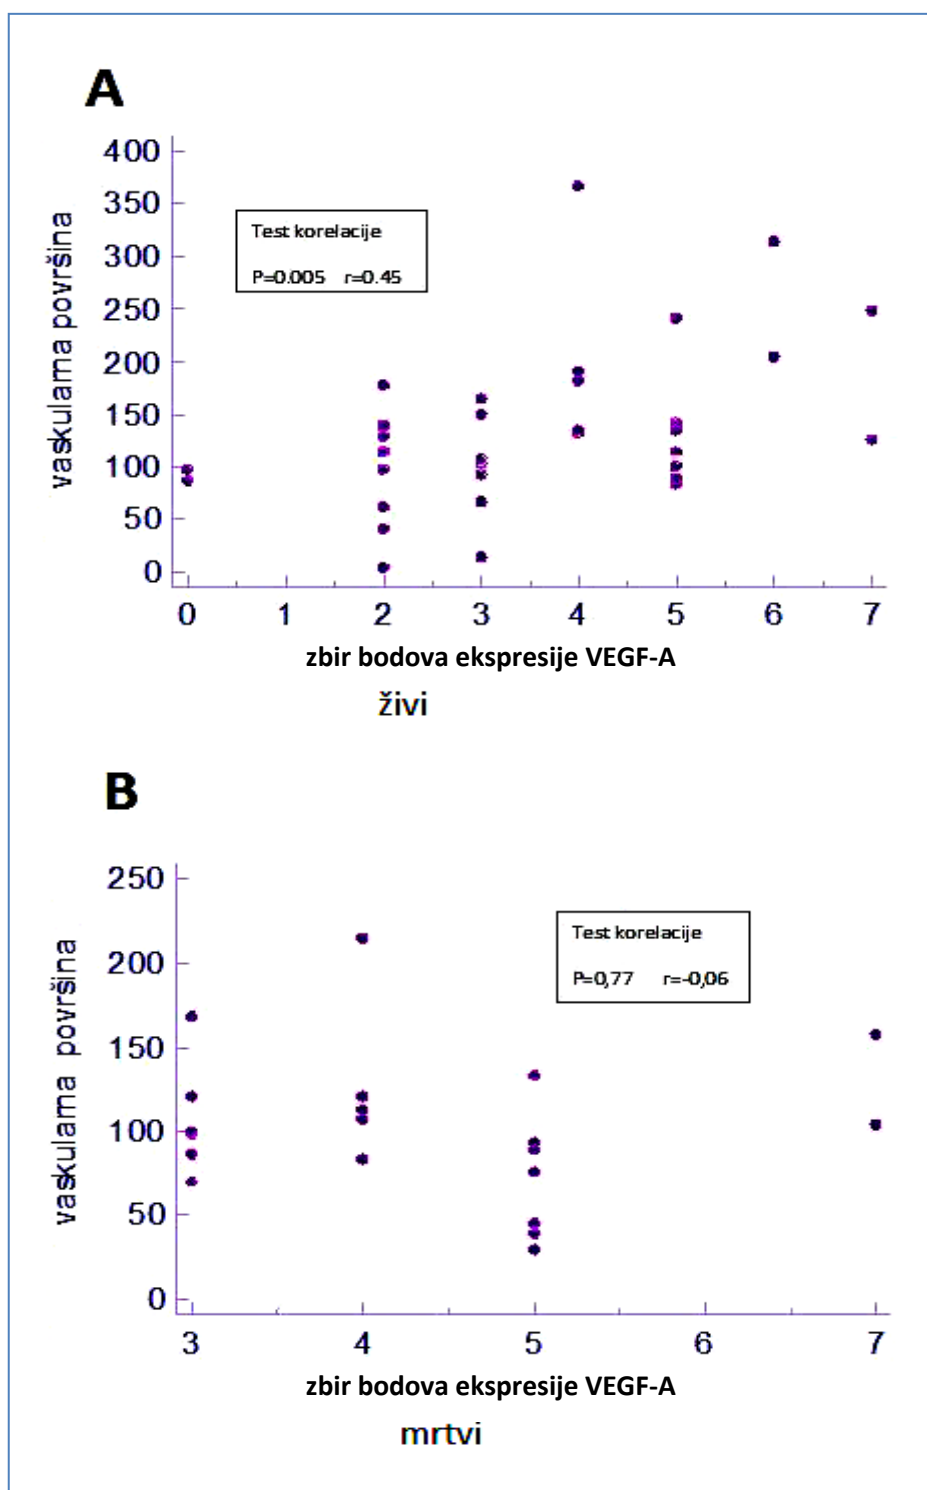 A
400
350
300
250
200
150
100
50
0
vaskularna površina
Test korelacije
P=0.005 r=0.45
0 1 2 3 4 5 6 7
zbir bodova ekspresije VEGF-A
živi
B
250
200
150
100
50
0
vaskularna površina
Test korelacije
P=0,77 r=-0,06
3 4 5 6 7
zbir bodova ekspresije VEGF-A
mrtvi